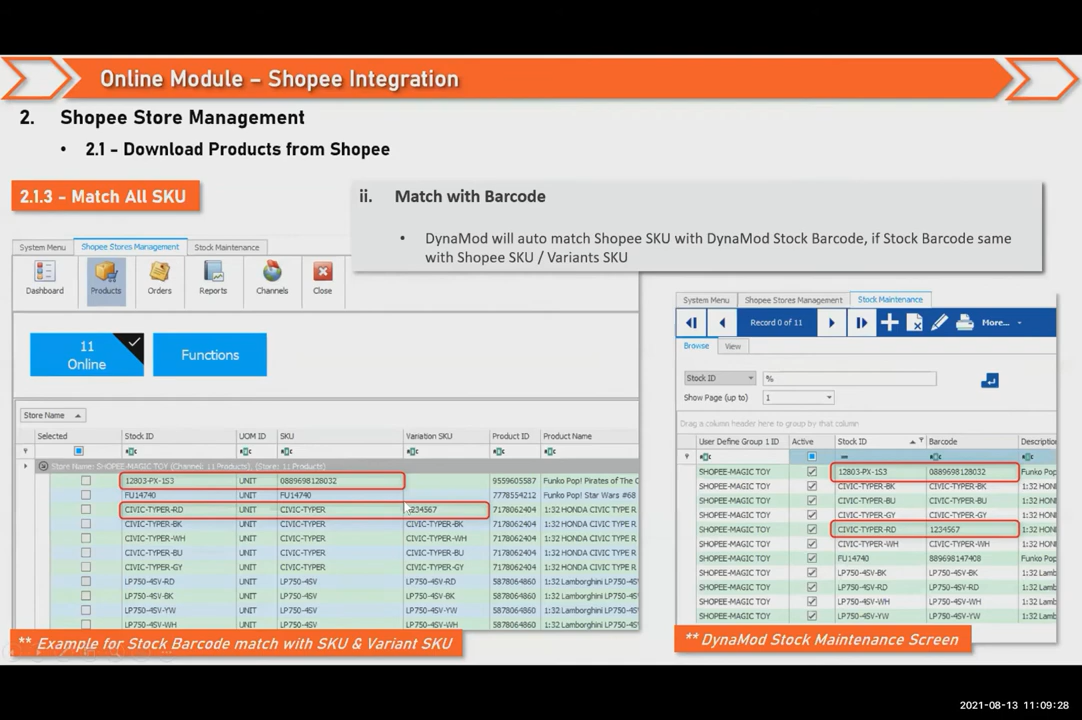 Online Module – Shopee Integration
2. Shopee Store Management
• 2.1 - Download Products from Shopee
2.1.3 - Match All SKU
ii. Match with Barcode
• DynaMod will auto match Shopee SKU with DynaMod Stock Barcode, if Stock Barcode same
with Shopee SKU / Variants SKU
System Menu Shopee Stores Management Stock Maintenance
Dashboard Products Orders Reports Channels Close
11
Online
Functions
Store Name
Selected Stock ID UOM ID SKU Variation SKU Product ID Product Name
Store Name: SHOPEE-MAGIC TOY (Channel: 11 Products), (Store: 11 Products)
12803-PX-1S3 UNIT 0889698128032 9559605587 Funko Pop! Pirates of The C
FU14740 UNIT FU14740 7778554212 Funko Pop! Star Wars #68
CIVIC-TYPER-RD UNIT CIVIC-TYPER 1234567 7178062404 1:32 HONDA CIVIC TYPE R
CIVIC-TYPER-BK UNIT CIVIC-TYPER CIVIC-TYPER-BK 7178062404 1:32 HONDA CIVIC TYPE R
CIVIC-TYPER-WH UNIT CIVIC-TYPER CIVIC-TYPER-WH 7178062404 1:32 HONDA CIVIC TYPE R
CIVIC-TYPER-BU UNIT CIVIC-TYPER CIVIC-TYPER-BU 7178062404 1:32 HONDA CIVIC TYPE R
CIVIC-TYPER-GY UNIT CIVIC-TYPER CIVIC-TYPER-GY 7178062404 1:32 HONDA CIVIC TYPE R
LP750-4SV-RD UNIT LP750-4SV LP750-4SV-RD 5878064860 1:32 Lamborghini LP750-4S
LP750-4SV-BK UNIT LP750-4SV LP750-4SV-BK 5878064860 1:32 Lamborghini LP750-4S
LP750-4SV-YW UNIT LP750-4SV LP750-4SV-YW 5878064860 1:32 Lamborghini LP750-4S
LP750-4SV-WH UNIT LP750-4SV LP750-4SV-WH 5878064860 1:32 Lamborghini LP750-4S
** Example for Stock Barcode match with SKU & Variant SKU
System Menu Shopee Stores Management Stock Maintenance
Record 0 of 11 More...
Browse View
Stock ID %
Show Page (up to) 1
Drag a column header here to group by that column
User Define Group 1 ID Active Stock ID Barcode Description
SHOPEE-MAGIC TOY 12803-PX-1S3 0889698128032 Funko Po
SHOPEE-MAGIC TOY CIVIC-TYPER-BK CIVIC-TYPER-BK 1:32 HON
SHOPEE-MAGIC TOY CIVIC-TYPER-BU CIVIC-TYPER-BU 1:32 HON
SHOPEE-MAGIC TOY CIVIC-TYPER-GY CIVIC-TYPER-GY 1:32 HON
SHOPEE-MAGIC TOY CIVIC-TYPER-RD 1234567 1:32 HON
SHOPEE-MAGIC TOY CIVIC-TYPER-WH CIVIC-TYPER-WH 1:32 HON
SHOPEE-MAGIC TOY FU14740 889698147408 Funko Po
SHOPEE-MAGIC TOY LP750-4SV-BK LP750-4SV-BK 1:32 Lamb
SHOPEE-MAGIC TOY LP750-4SV-RD LP750-4SV-RD 1:32 Lamb
SHOPEE-MAGIC TOY LP750-4SV-WH LP750-4SV-WH 1:32 Lamb
SHOPEE-MAGIC TOY LP750-4SV-YW LP750-4SV-YW 1:32 Lamb
** DynaMod Stock Maintenance Screen
2021-08-13 11:09:28